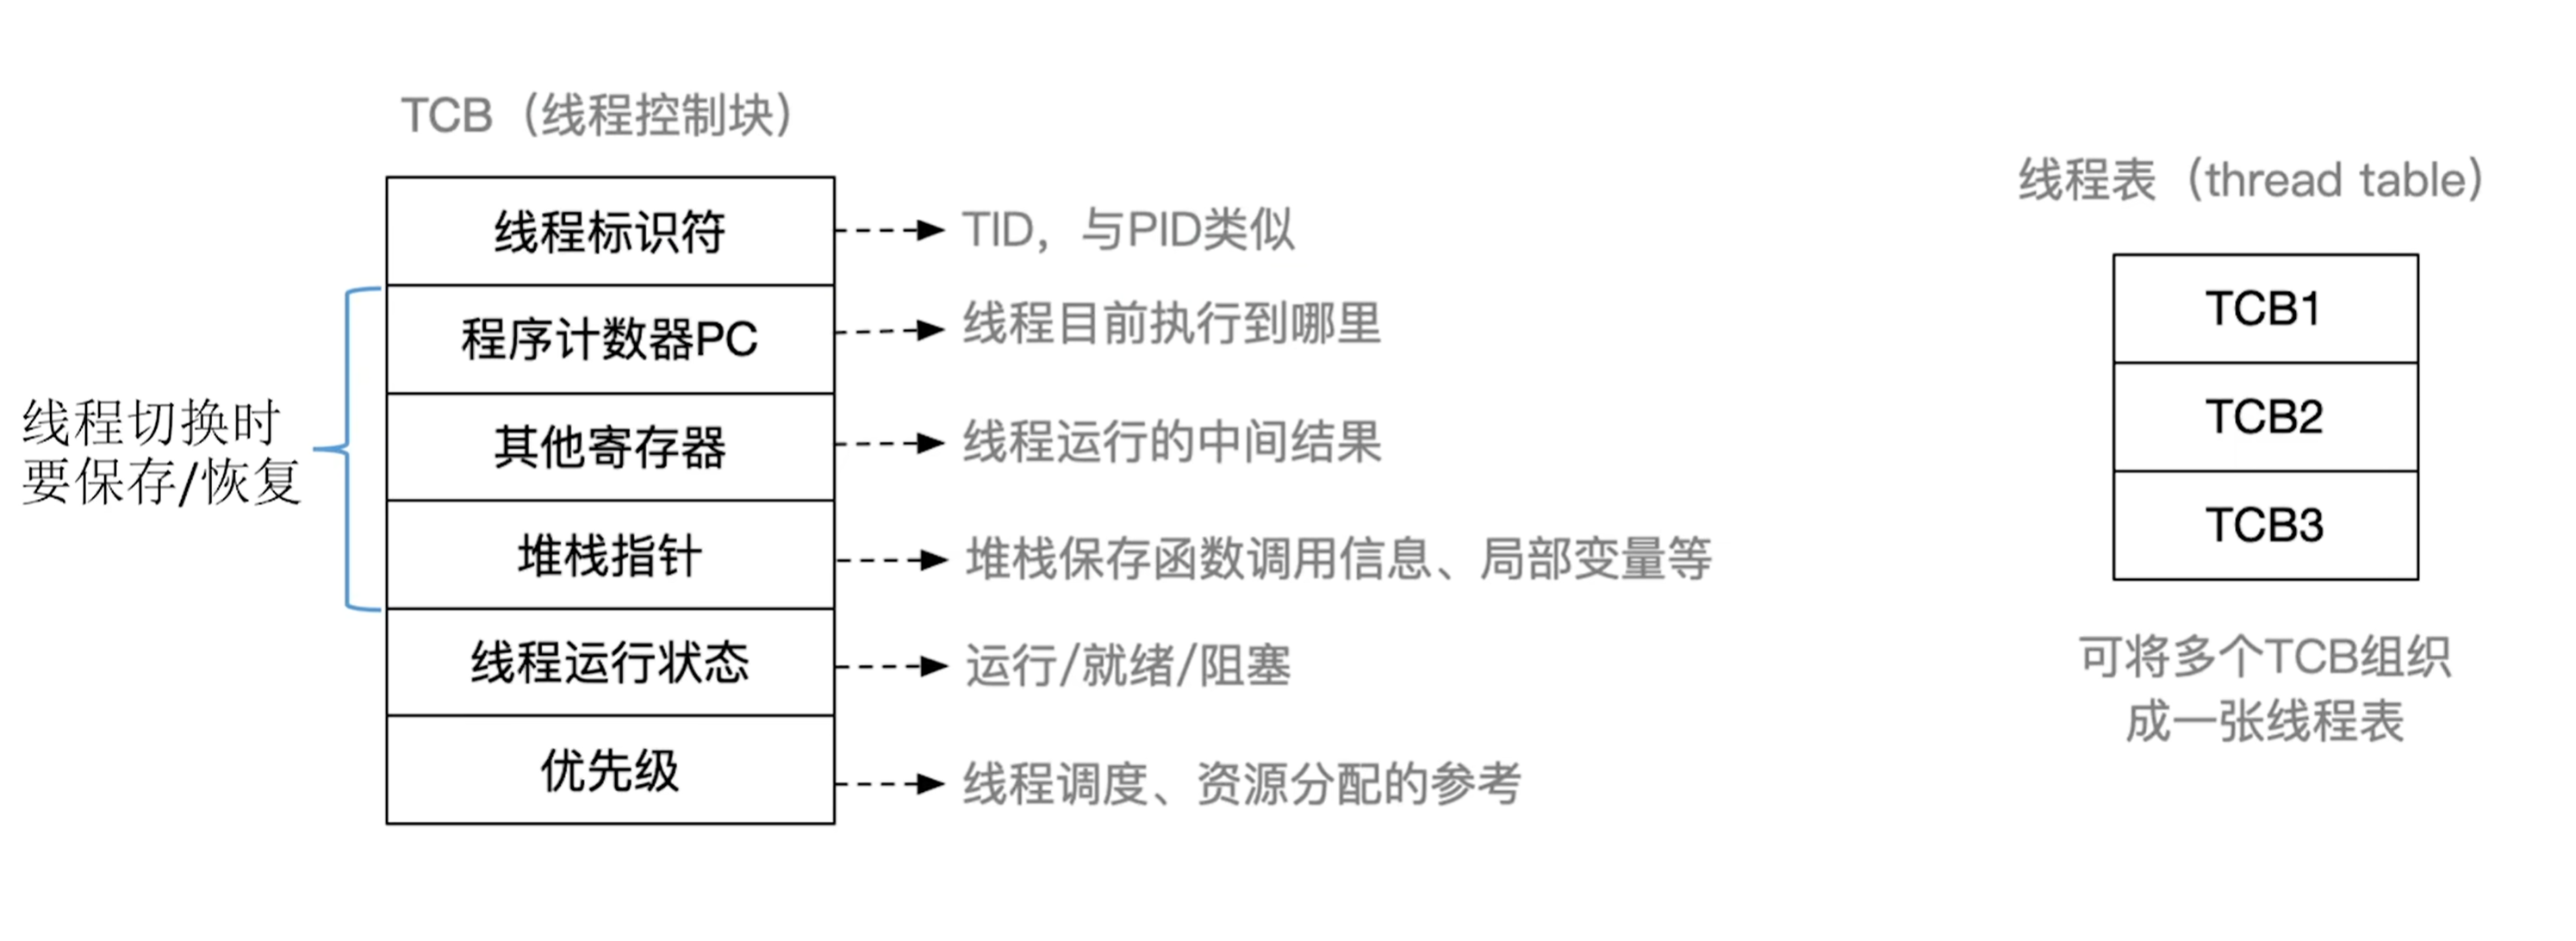 TCB（线程控制块）
线程标识符
TID，与PID类似
程序计数器PC
线程目前执行到哪里
其他寄存器
线程运行的中间结果
堆栈指针
堆栈保存函数调用信息、局部变量等
线程运行状态
运行/就绪/阻塞
优先级
线程调度、资源分配的参考
线程切换时
要保存/恢复
线程表（thread table）
TCB1
TCB2
TCB3
可将多个TCB组织
成一张线程表